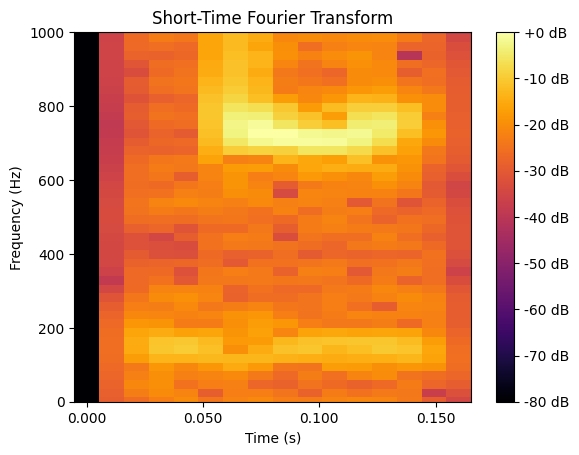 Short-Time Fourier Transform
1000
800
600
400
200
0
Frequency (Hz)
0.000
0.050
0.100
0.150
Time (s)
+0 dB
-10 dB
-20 dB
-30 dB
-40 dB
-50 dB
-60 dB
-70 dB
-80 dB